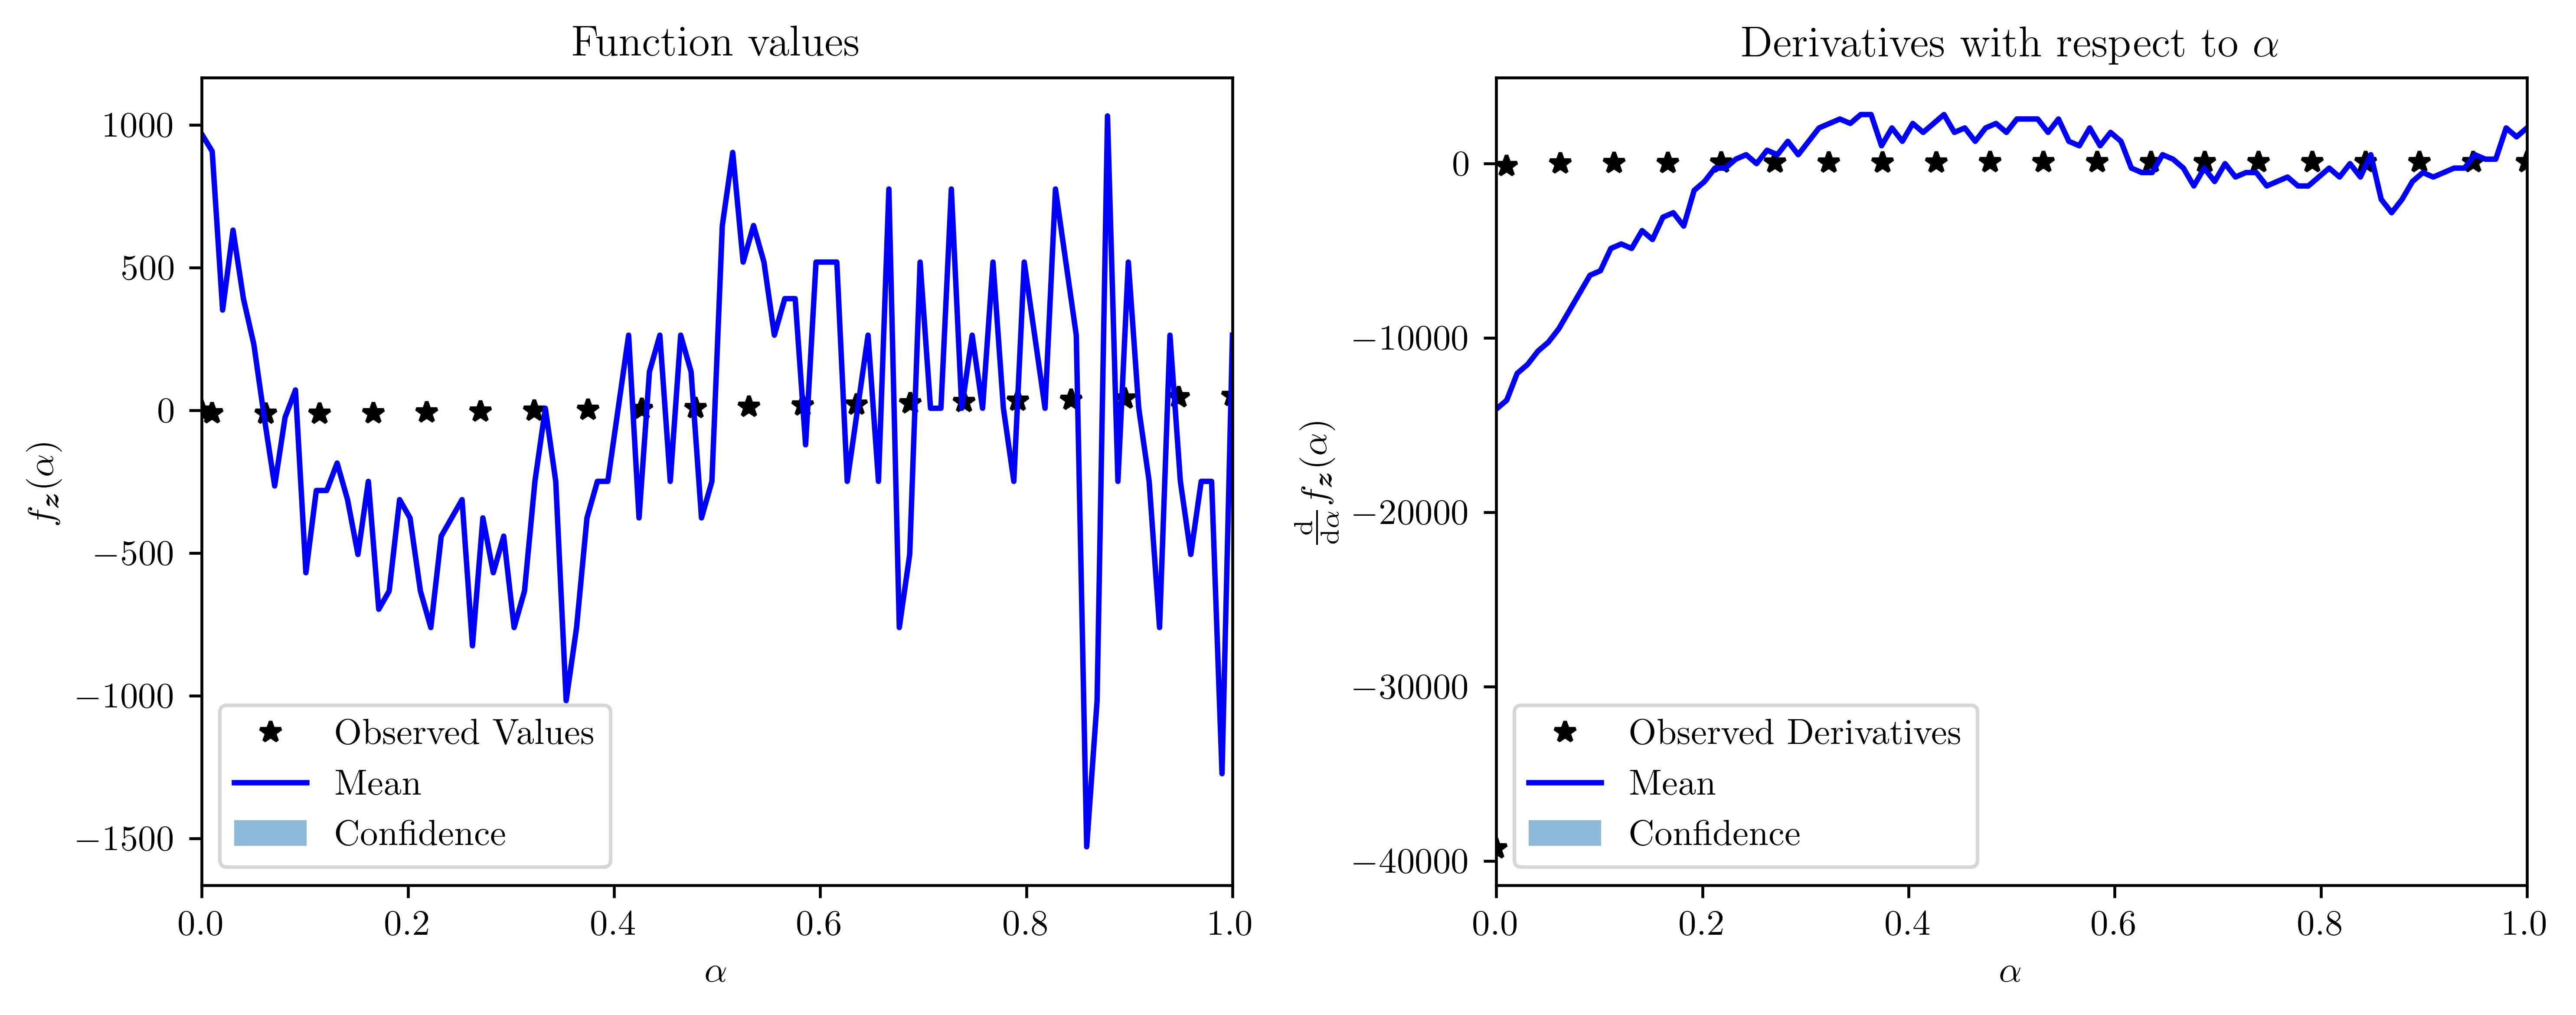 Function values
1000
500
0
−500
−1000
−1500
f_z(α)
Observed Values
Mean
Confidence
0.0 0.2 0.4 0.6 0.8 1.0
α
Derivatives with respect to α
0
−10000
−20000
−30000
−40000
d/dα f_z(α)
Observed Derivatives
Mean
Confidence
0.0 0.2 0.4 0.6 0.8 1.0
α